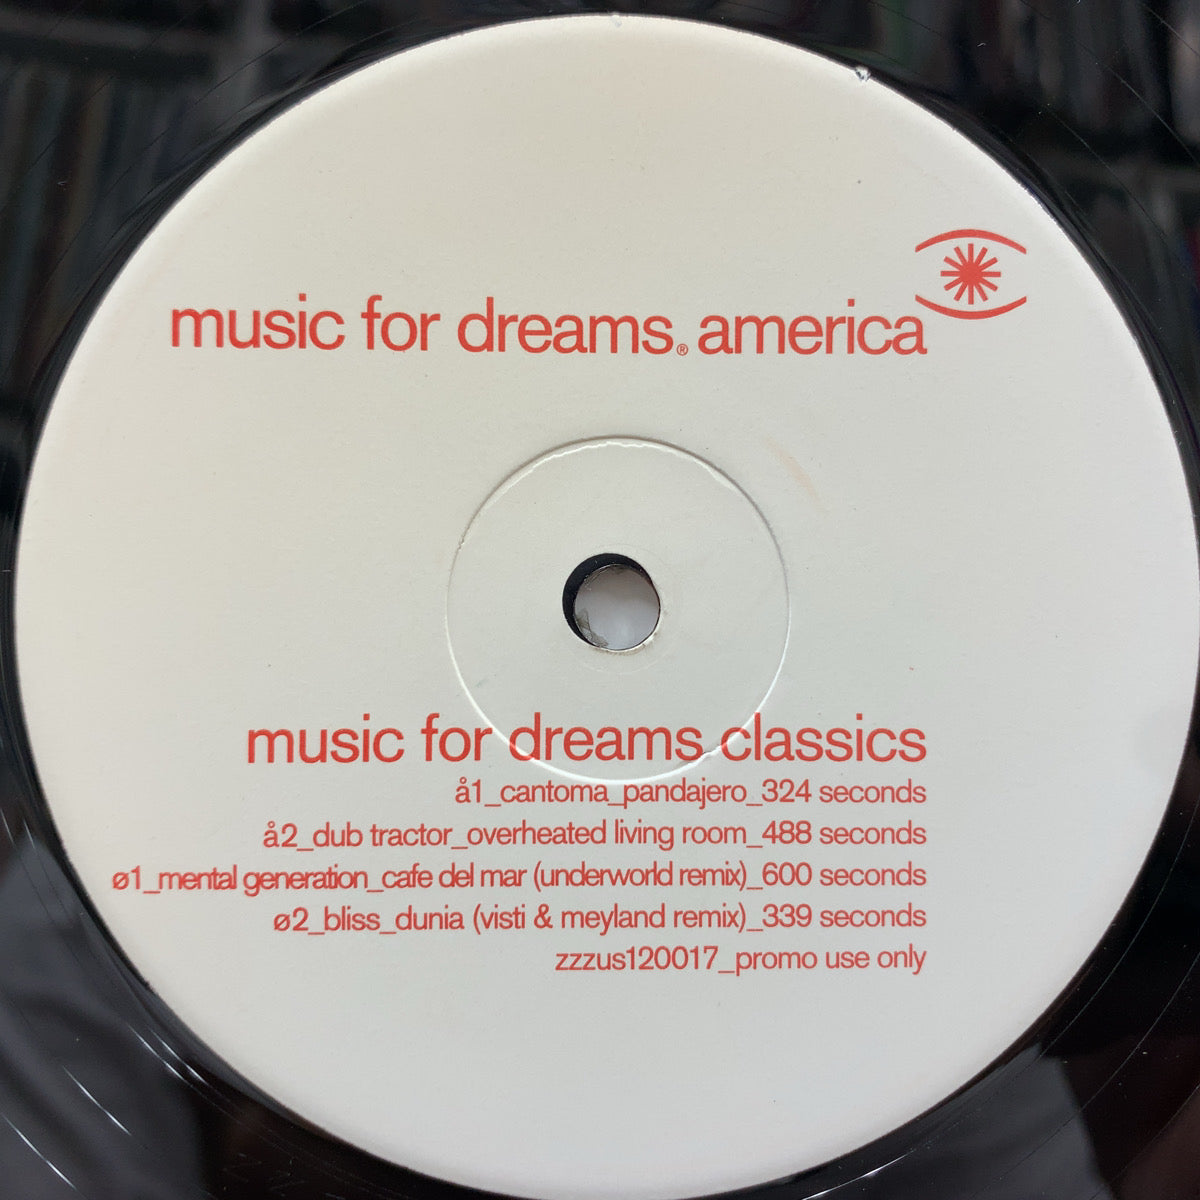 music for dreams® america
music for dreams classics
å1_cantoma_pandajero_324 seconds
å2_dub tractor_overheated living room_488 seconds
ø1_mental generation_cafe del mar (underworld remix)_600 seconds
ø2_bliss_dunia (visti & meyland remix)_339 seconds
zzzus120017_promo use only